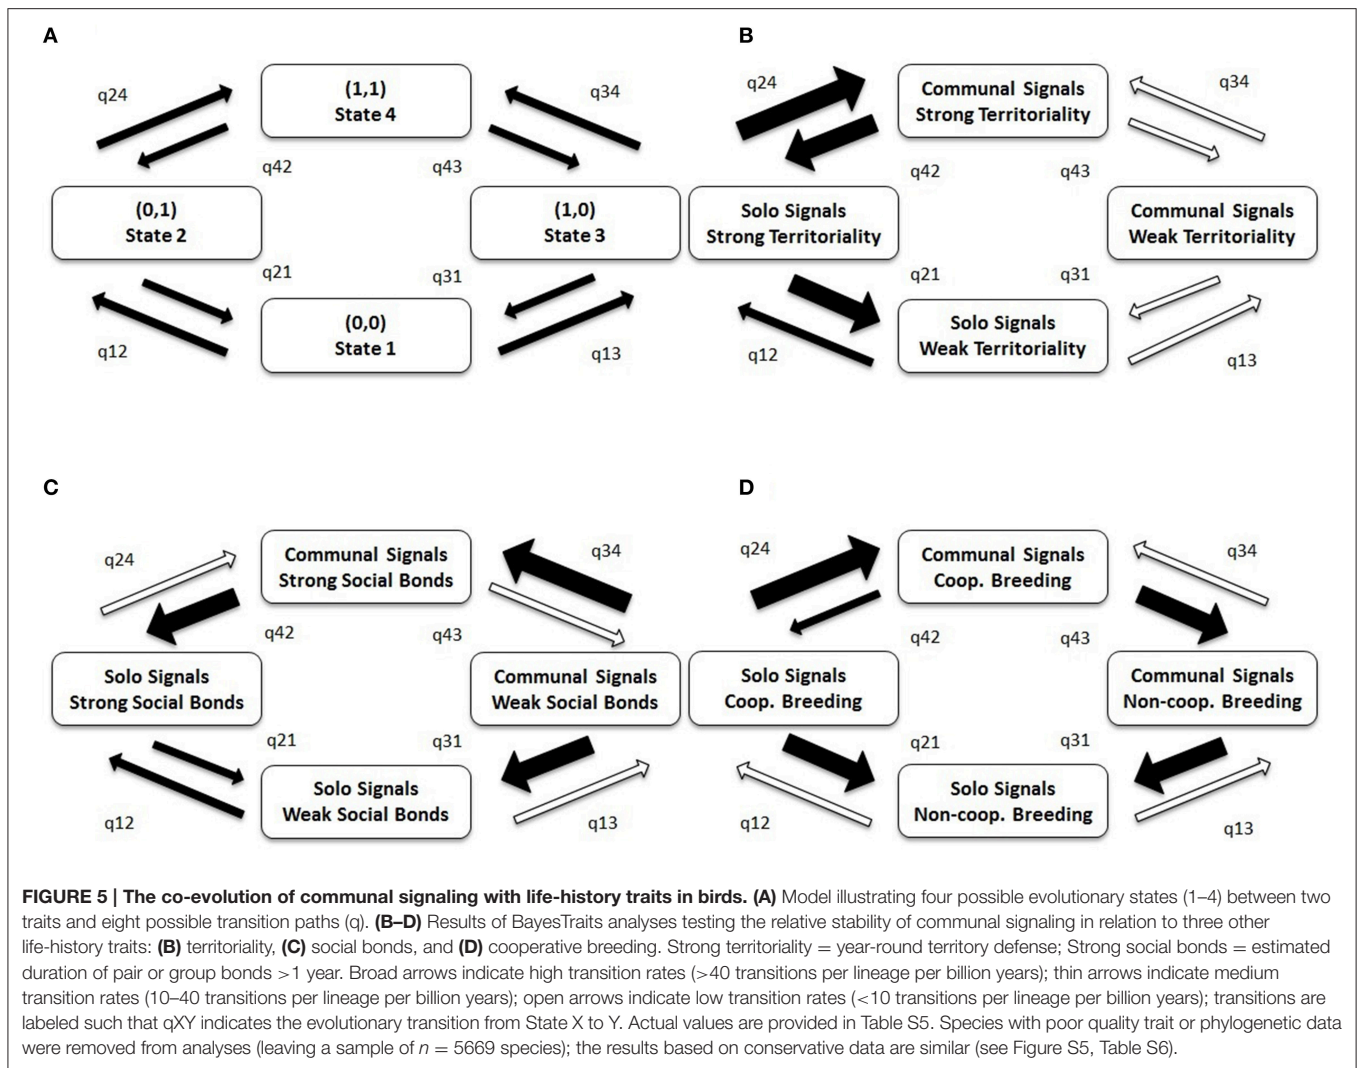 A
q24
(1,1)
State 4
q34
q42
q43
(0,1)
State 2
(1,0)
State 3
q21
q31
(0,0)
State 1
q12
q13
B
q24
Communal Signals
Strong Territoriality
q34
q42
q43
Solo Signals
Strong Territoriality
Communal Signals
Weak Territoriality
q21
q31
Solo Signals
Weak Territoriality
q12
q13
C
q24
Communal Signals
Strong Social Bonds
q34
q42
q43
Solo Signals
Strong Social Bonds
Communal Signals
Weak Social Bonds
q21
q31
Solo Signals
Weak Social Bonds
q12
q13
D
q24
Communal Signals
Coop. Breeding
q34
q42
q43
Solo Signals
Coop. Breeding
Communal Signals
Non-coop. Breeding
q21
q31
Solo Signals
Non-coop. Breeding
q12
q13
FIGURE 5 | The co-evolution of communal signaling with life-history traits in birds. (A) Model illustrating four possible evolutionary states (1–4) between two
traits and eight possible transition paths (q). (B–D) Results of BayesTraits analyses testing the relative stability of communal signaling in relation to three other
life-history traits: (B) territoriality, (C) social bonds, and (D) cooperative breeding. Strong territoriality = year-round territory defense; Strong social bonds = estimated
duration of pair or group bonds >1 year. Broad arrows indicate high transition rates (>40 transitions per lineage per billion years); thin arrows indicate medium
transition rates (10–40 transitions per lineage per billion years); open arrows indicate low transition rates (<10 transitions per lineage per billion years); transitions are
labeled such that qXY indicates the evolutionary transition from State X to Y. Actual values are provided in Table S5. Species with poor quality trait or phylogenetic data
were removed from analyses (leaving a sample of n = 5669 species); the results based on conservative data are similar (see Figure S5, Table S6).